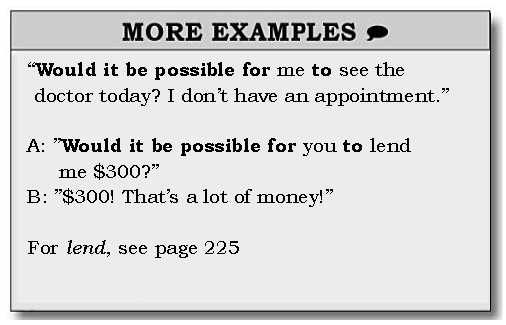 MORE EXAMPLES
“Would it be possible for me to see the
doctor today? I don’t have an appointment.”
A: ”Would it be possible for you to lend
me $300?”
B: ”$300! That’s a lot of money!”
For lend, see page 225